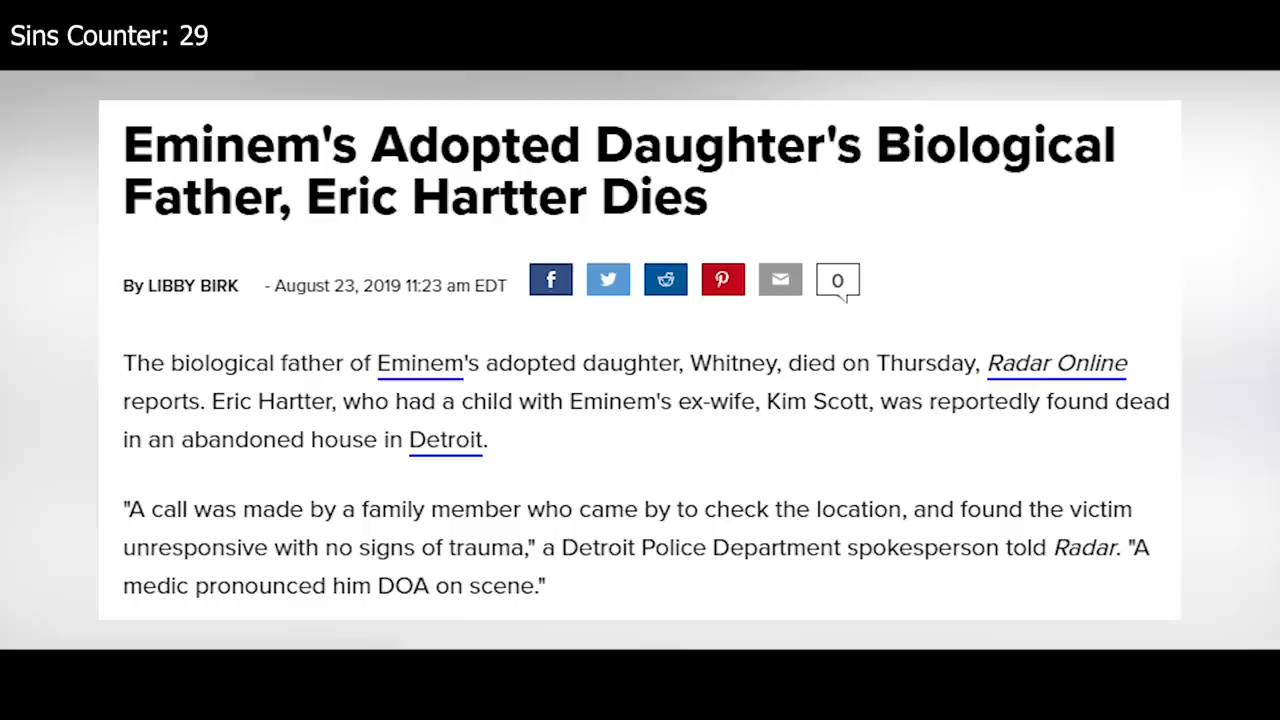 Sins Counter: 29
Eminem's Adopted Daughter's Biological
Father, Eric Hartter Dies
By LIBBY BIRK - August 23, 2019 11:23 am EDT f 0
The biological father of Eminem's adopted daughter, Whitney, died on Thursday, Radar Online
reports. Eric Hartter, who had a child with Eminem's ex-wife, Kim Scott, was reportedly found dead
in an abandoned house in Detroit.
"A call was made by a family member who came by to check the location, and found the victim
unresponsive with no signs of trauma," a Detroit Police Department spokesperson told Radar. "A
medic pronounced him DOA on scene."